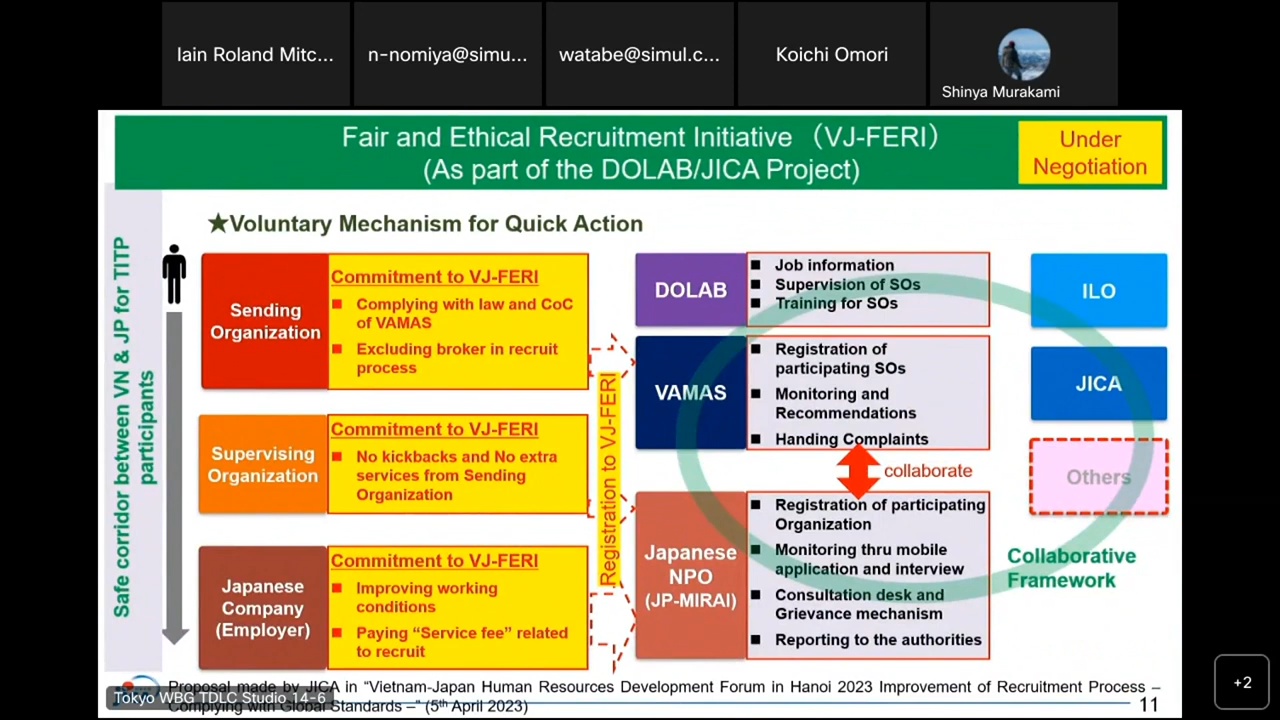 Iain Roland Mitc...
n-nomiya@simu...
watabe@simul.c...
Koichi Omori
Shinya Murakami
Fair and Ethical Recruitment Initiative （VJ-FERI）
(As part of the DOLAB/JICA Project)
Under
Negotiation
Safe corridor between VN & JP for TITP
participants
★Voluntary Mechanism for Quick Action
Sending
Organization
Commitment to VJ-FERI
■ Complying with law and CoC
of VAMAS
■ Excluding broker in recruit
process
Supervising
Organization
Commitment to VJ-FERI
■ No kickbacks and No extra
services from Sending
Organization
Japanese
Company
(Employer)
Commitment to VJ-FERI
■ Improving working
conditions
■ Paying “Service fee” related
to recruit
Registration to VJ-FERI
DOLAB
■ Job information
■ Supervision of SOs
■ Training for SOs
VAMAS
■ Registration of
participating SOs
■ Monitoring and
Recommendations
■ Handing Complaints
collaborate
Japanese
NPO
(JP-MIRAI)
■ Registration of participating
Organization
■ Monitoring thru mobile
application and interview
■ Consultation desk and
Grievance mechanism
■ Reporting to the authorities
ILO
JICA
Others
Collaborative
Framework
Proposal made by JICA in “Vietnam-Japan Human Resources Development Forum in Hanoi 2023 Improvement of Recruitment Process –
Complying with Global Standards –” (5th April 2023)
Tokyo WBG TDLC Studio 14-6
11
+2